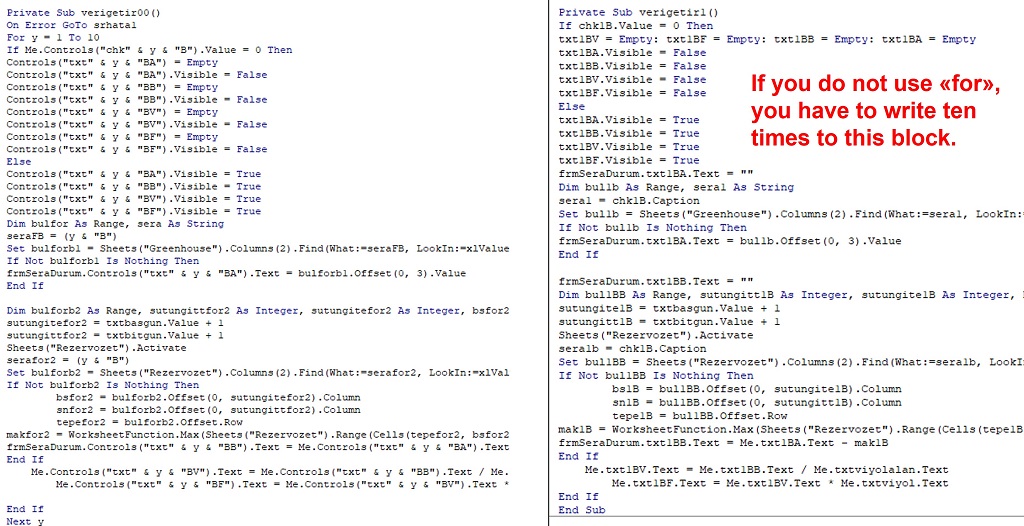 Private Sub verigetir00()
On Error GoTo srhata1
For y = 1 To 10
If Me.Controls("chk" & y & "B").Value = 0 Then
Controls("txt" & y & "BA") = Empty
Controls("txt" & y & "BA").Visible = False
Controls("txt" & y & "BB") = Empty
Controls("txt" & y & "BB").Visible = False
Controls("txt" & y & "BV") = Empty
Controls("txt" & y & "BV").Visible = False
Controls("txt" & y & "BF") = Empty
Controls("txt" & y & "BF").Visible = False
Else
Controls("txt" & y & "BA").Visible = True
Controls("txt" & y & "BB").Visible = True
Controls("txt" & y & "BV").Visible = True
Controls("txt" & y & "BF").Visible = True
Dim bulfor As Range, sera As String
seraFB = (y & "B")
Set bulforb1 = Sheets("Greenhouse").Columns(2).Find(What:=seraFB, LookIn:=xlValue
If Not bulforb1 Is Nothing Then
frmSeraDurum.Controls("txt" & y & "BA").Text = bulforb1.Offset(0, 3).Value
End If
Dim bulforb2 As Range, sutungittfor2 As Integer, sutungitefor2 As Integer, bsfor2
sutungitefor2 = txtbasgun.Value + 1
sutungittfor2 = txtbitgun.Value + 1
Sheets("Rezervozet").Activate
serafor2 = (y & "B")
Set bulforb2 = Sheets("Rezervozet").Columns(2).Find(What:=serafor2, LookIn:=xlVal
If Not bulforb2 Is Nothing Then
bsfor2 = bulforb2.Offset(0, sutungitefor2).Column
snfor2 = bulforb2.Offset(0, sutungittfor2).Column
tepefor2 = bulforb2.Offset.Row
makfor2 = WorksheetFunction.Max(Sheets("Rezervozet").Range(Cells(tepefor2, bsfor2
frmSeraDurum.Controls("txt" & y & "BB").Text = Me.Controls("txt" & y & "BA").Text
End If
Me.Controls("txt" & y & "BV").Text = Me.Controls("txt" & y & "BB").Text / Me.
Me.Controls("txt" & y & "BF").Text = Me.Controls("txt" & y & "BV").Text *
End If
Next y
Private Sub verigetir1()
If chk1B.Value = 0 Then
txt1BV = Empty: txt1BF = Empty: txt1BB = Empty: txt1BA = Empty
txt1BA.Visible = False
txt1BB.Visible = False
txt1BV.Visible = False
txt1BF.Visible = False
Else
txt1BA.Visible = True
txt1BB.Visible = True
txt1BV.Visible = True
txt1BF.Visible = True
frmSeraDurum.txt1BA.Text = ""
Dim bul1b As Range, sera1 As String
sera1 = chk1B.Caption
Set bul1b = Sheets("Greenhouse").Columns(2).Find(What:=sera1, LookIn:
If Not bul1b Is Nothing Then
frmSeraDurum.txt1BA.Text = bul1b.Offset(0, 3).Value
End If
frmSeraDurum.txt1BB.Text = ""
Dim bul1BB As Range, sutungitt1B As Integer, sutungite1B As Integer,
sutungite1B = txtbasgun.Value + 1
sutungitt1B = txtbitgun.Value + 1
Sheets("Rezervozet").Activate
sera1b = chk1B.Caption
Set bul1BB = Sheets("Rezervozet").Columns(2).Find(What:=sera1b, LookI
If Not bul1BB Is Nothing Then
bs1B = bul1BB.Offset(0, sutungite1B).Column
sn1B = bul1BB.Offset(0, sutungitt1B).Column
tepe1B = bul1BB.Offset.Row
mak1B = WorksheetFunction.Max(Sheets("Rezervozet").Range(Cells(tepe1B
frmSeraDurum.txt1BB.Text = Me.txt1BA.Text - mak1B
End If
Me.txt1BV.Text = Me.txt1BB.Text / Me.txtviyolalan.Text
Me.txt1BF.Text = Me.txt1BV.Text * Me.txtviyol.Text
End If
End Sub
If you do not use «for»,
you have to write ten
times to this block.